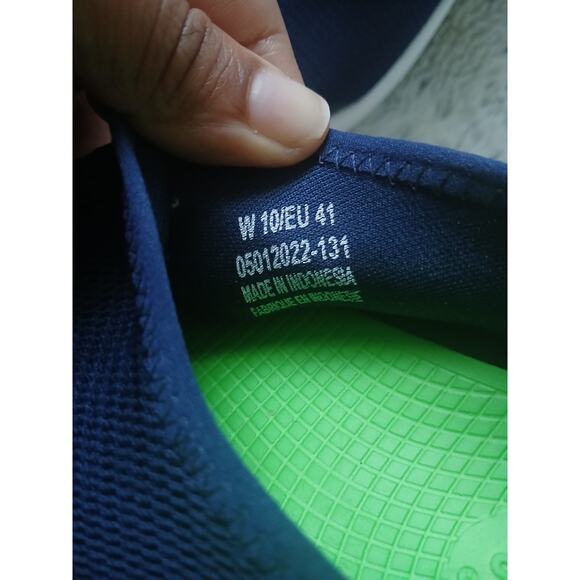 W 10/EU 41
05012022-131
MADE IN INDONESIA
FABRIQUE EN INDONESIE